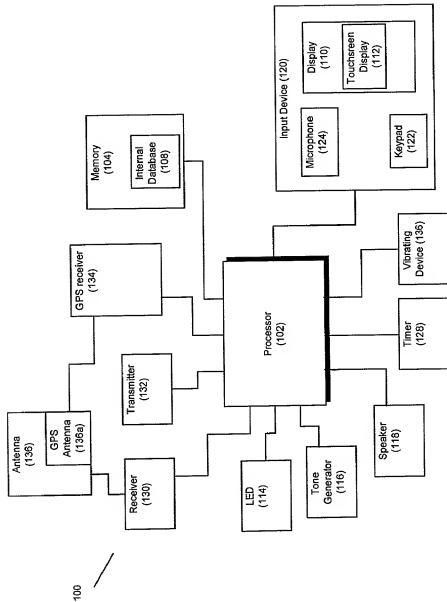 100
Antenna
(136)
GPS
Antenna
(136a)
Receiver
(130)
Transmitter
(132)
GPS receiver
(134)
Memory
(104)
Internal
Database
(108)
LED
(114)
Tone
Generator
(116)
Processor
(102)
Speaker
(118)
Timer
(128)
Vibrating
Device (136)
Input Device (120)
Microphone
(124)
Display
(110)
Touchscreen
Display
(112)
Keypad
(122)